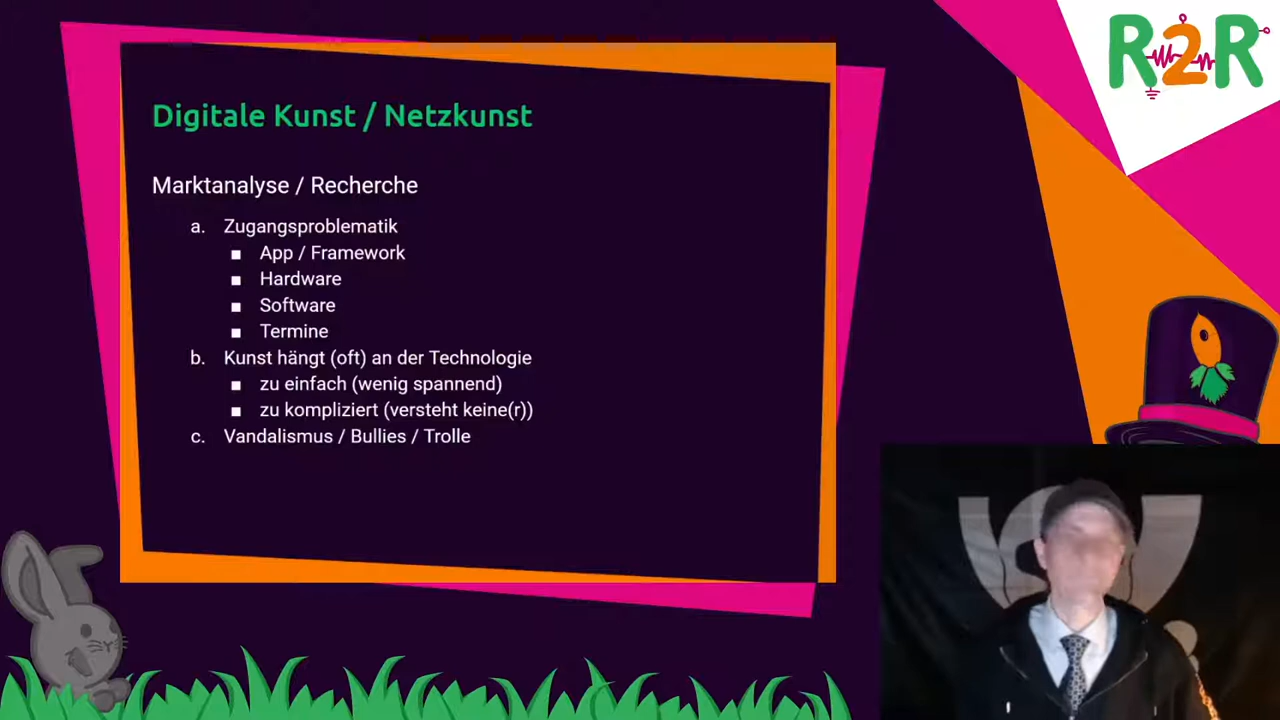 R2R
Digitale Kunst / Netzkunst
Marktanalyse / Recherche
a. Zugangsproblematik
■ App / Framework
■ Hardware
■ Software
■ Termine
b. Kunst hängt (oft) an der Technologie
■ zu einfach (wenig spannend)
■ zu kompliziert (versteht keine(r))
c. Vandalismus / Bullies / Trolle